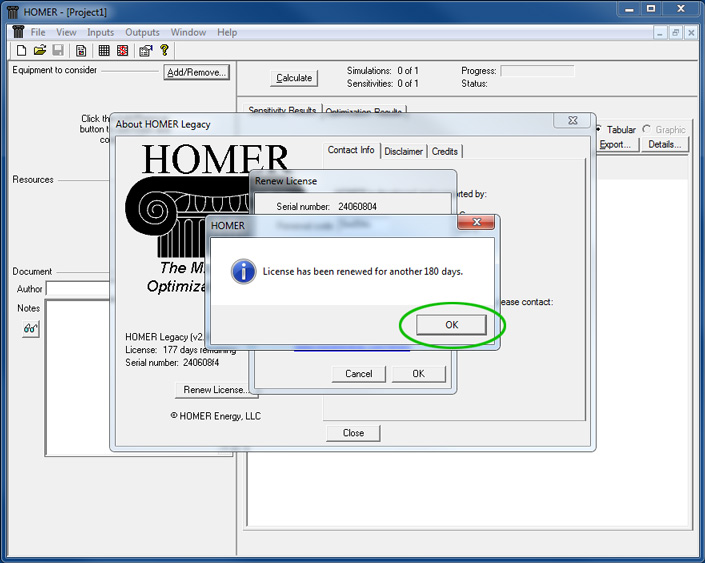 HOMER - [Project1]
File View Inputs Outputs Window Help
Equipment to consider
Add/Remove...
Calculate
Simulations: 0 of 1
Sensitivities: 0 of 1
Progress:
Status:
Sensitivity Results
Optimization Results
Click th
button t
co
Tabular
Graphic
Export...
Details...
Resources
Document
Author
Notes
About HOMER Legacy
HOMER
The M
Optimiza
HOMER Legacy (v2.
License: 177 days remaining
Serial number: 240608f4
Renew License...
© HOMER Energy, LLC
Contact Info
Disclaimer
Credits
rted by:
ease contact:
Close
Renew License
Serial number: 24060804
Cancel
OK
HOMER
License has been renewed for another 180 days.
OK